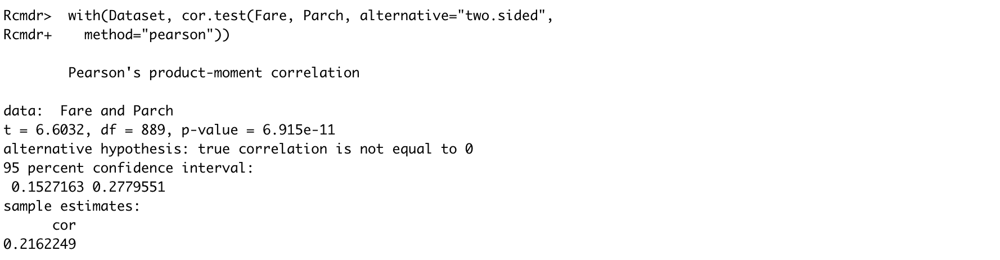 Rcmdr>  with(Dataset, cor.test(Fare, Parch, alternative="two.sided",
Rcmdr+    method="pearson"))
        Pearson's product-moment correlation
data:  Fare and Parch
t = 6.6032, df = 889, p-value = 6.915e-11
alternative hypothesis: true correlation is not equal to 0
95 percent confidence interval:
 0.1527163 0.2779551
sample estimates:
      cor
0.2162249